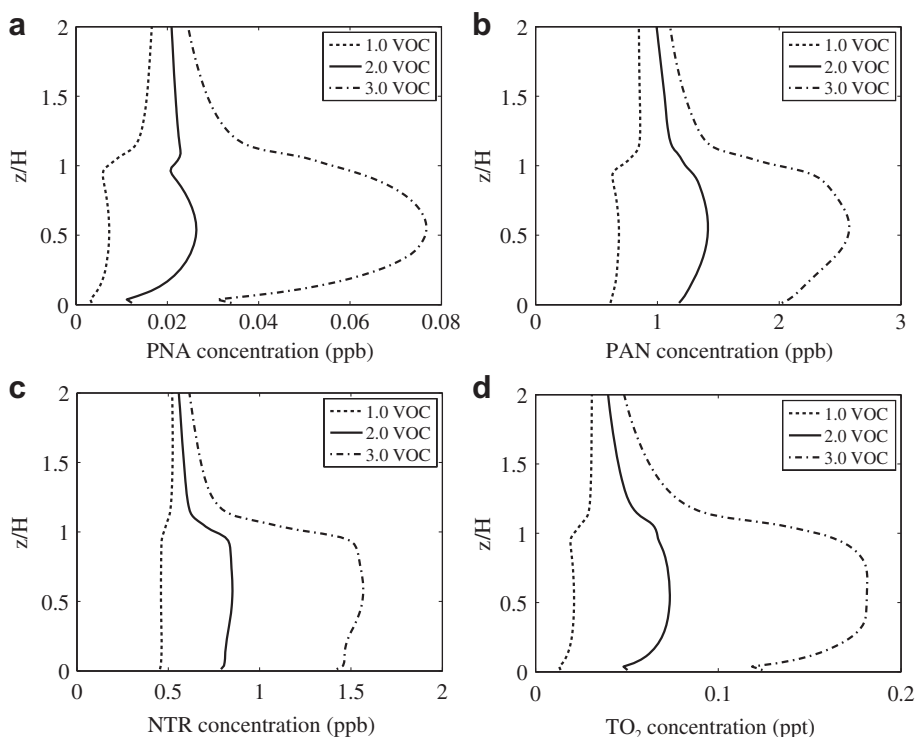 a
1.0 VOC
2.0 VOC
3.0 VOC
2
1.5
1
0.5
0
z/H
0
0.02
0.04
0.06
0.08
PNA concentration (ppb)
b
1.0 VOC
2.0 VOC
3.0 VOC
2
1.5
1
0.5
0
z/H
0
1
2
3
PAN concentration (ppb)
c
1.0 VOC
2.0 VOC
3.0 VOC
2
1.5
1
0.5
0
z/H
0
0.5
1
1.5
2
NTR concentration (ppb)
d
1.0 VOC
2.0 VOC
3.0 VOC
2
1.5
1
0.5
0
z/H
0
0.1
0.2
TO₂ concentration (ppt)